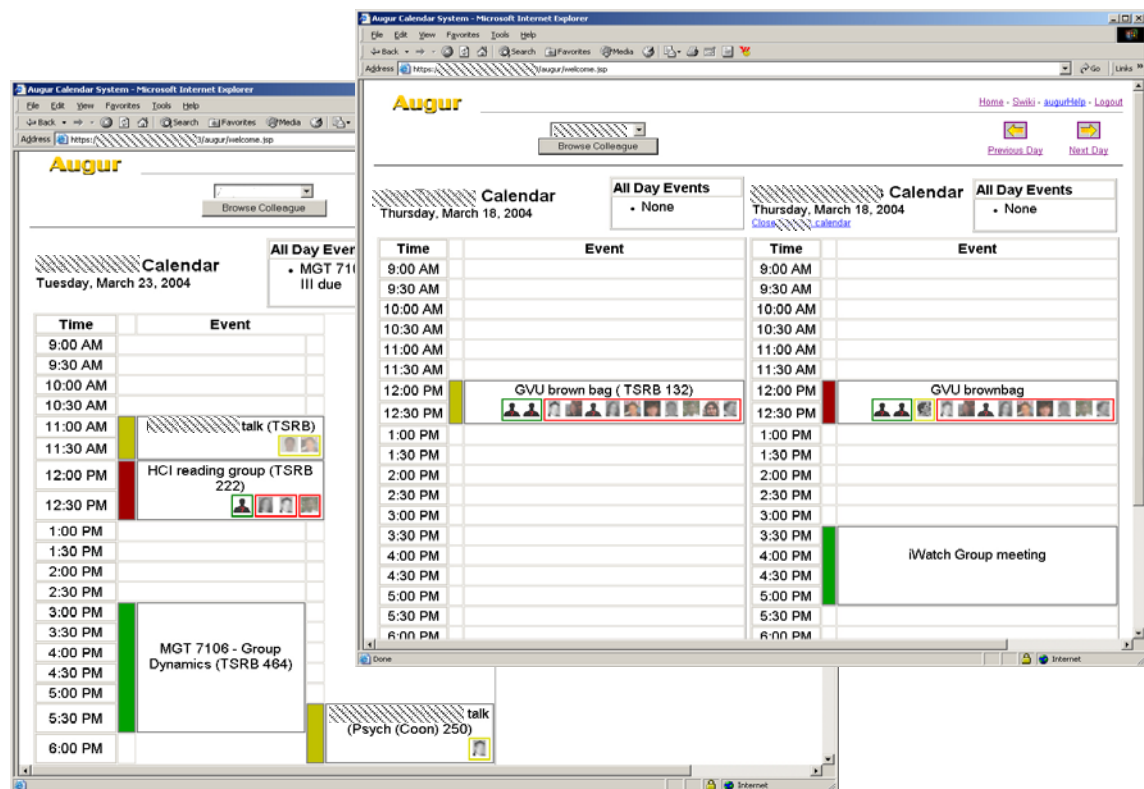 Augur Calendar System - Microsoft Internet Explorer
File Edit View Favorites Tools Help
Back Search Favorites Media
Address https:/ /augur/welcome.jsp Go Links »
Augur
Home - Swiki - augurHelp - Logout
Browse Colleague
Previous Day Next Day
Calendar
Thursday, March 18, 2004
All Day Events
• None
s Calendar
Thursday, March 18, 2004
Close calendar
All Day Events
• None
Time Event Time Event
9:00 AM 9:00 AM
9:30 AM 9:30 AM
10:00 AM 10:00 AM
10:30 AM 10:30 AM
11:00 AM 11:00 AM
11:30 AM 11:30 AM
12:00 PM GVU brown bag ( TSRB 132) 12:00 PM GVU brownbag
12:30 PM 12:30 PM
1:00 PM 1:00 PM
1:30 PM 1:30 PM
2:00 PM 2:00 PM
2:30 PM 2:30 PM
3:00 PM 3:00 PM
3:30 PM 3:30 PM
4:00 PM 4:00 PM iWatch Group meeting
4:30 PM 4:30 PM
5:00 PM 5:00 PM
5:30 PM 5:30 PM
6:00 PM 6:00 PM
Done Internet
Augur Calendar System - Microsoft Internet Explorer
File Edit View Favorites Tools Help
Back Search Favorites Media
Address https:/ 3/augur/welcome.jsp
Augur
Browse Colleague
Calendar
Tuesday, March 23, 2004
All Day Even
• MGT 71
III due
Time Event
9:00 AM
9:30 AM
10:00 AM
10:30 AM
11:00 AM talk (TSRB)
11:30 AM
12:00 PM HCI reading group (TSRB
222)
12:30 PM
1:00 PM
1:30 PM
2:00 PM
2:30 PM
3:00 PM
3:30 PM
4:00 PM MGT 7106 - Group
Dynamics (TSRB 464)
4:30 PM
5:00 PM
5:30 PM talk
(Psych (Coon) 250)
6:00 PM
Internet